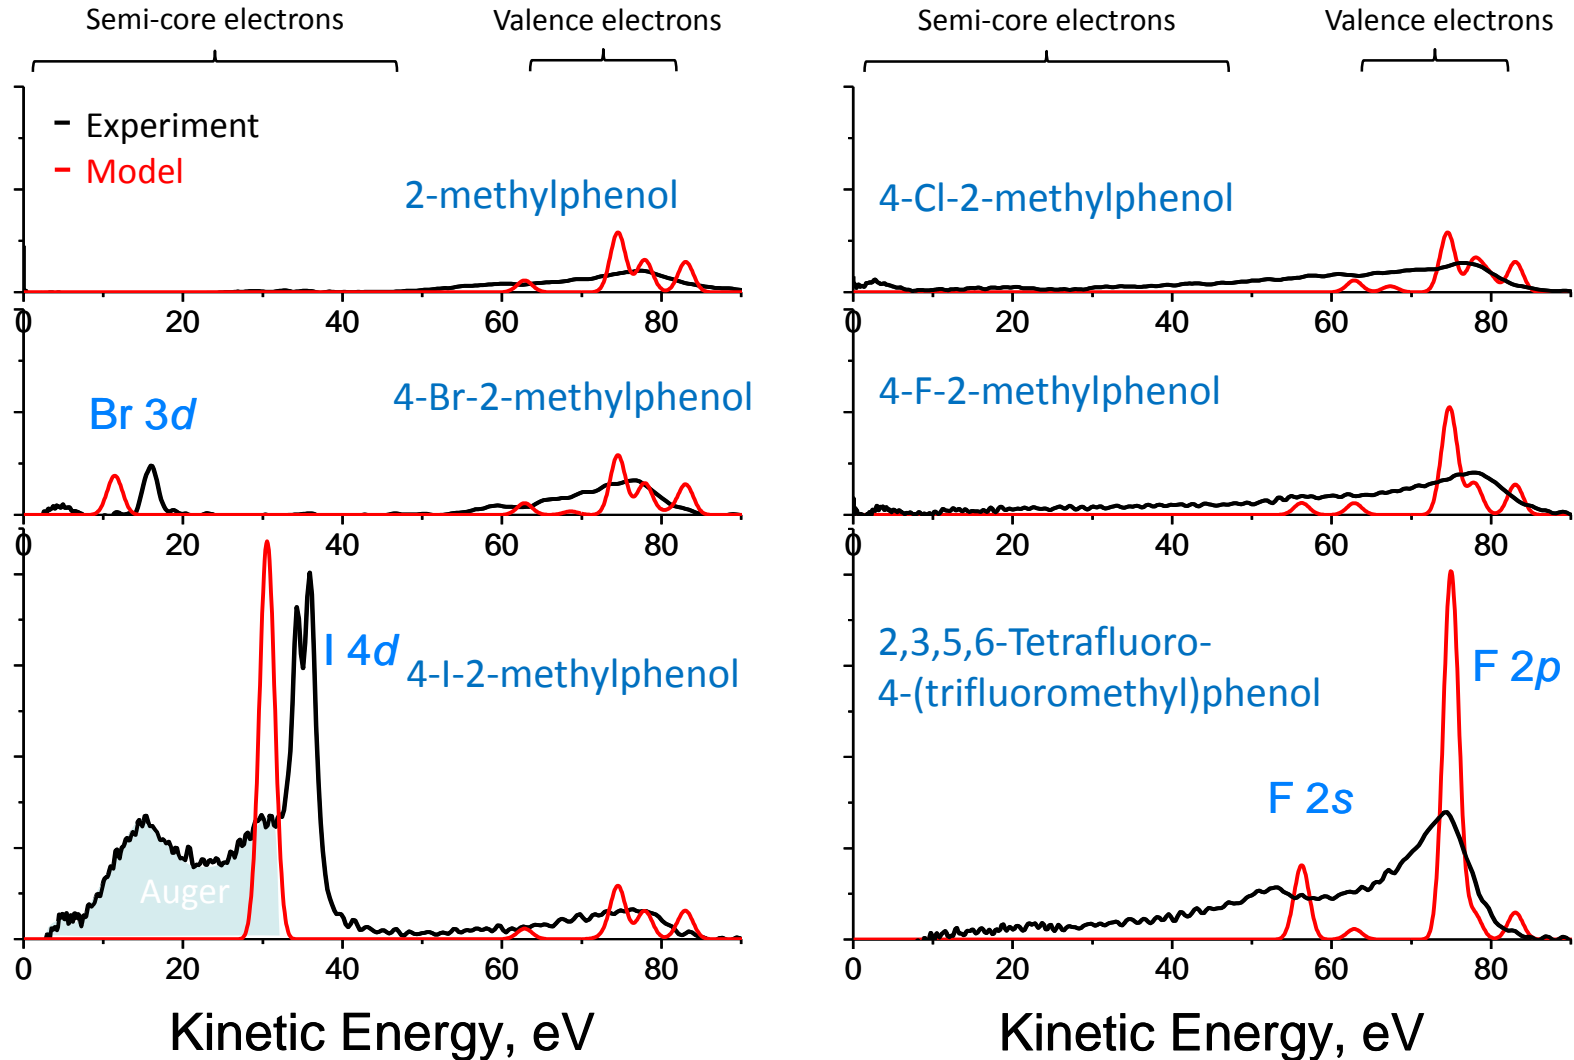 Semi-core electrons
Valence electrons
Semi-core electrons
Valence electrons
Experiment
Model
2-methylphenol
0 20 40 60 80
4-Cl-2-methylphenol
0 20 40 60 80
Br 3d
4-Br-2-methylphenol
0 20 40 60 80
4-F-2-methylphenol
0 20 40 60 80
I 4d
4-I-2-methylphenol
Auger
0 20 40 60 80
Kinetic Energy, eV
2,3,5,6-Tetrafluoro-
4-(trifluoromethyl)phenol
F 2p
F 2s
0 20 40 60 80
Kinetic Energy, eV